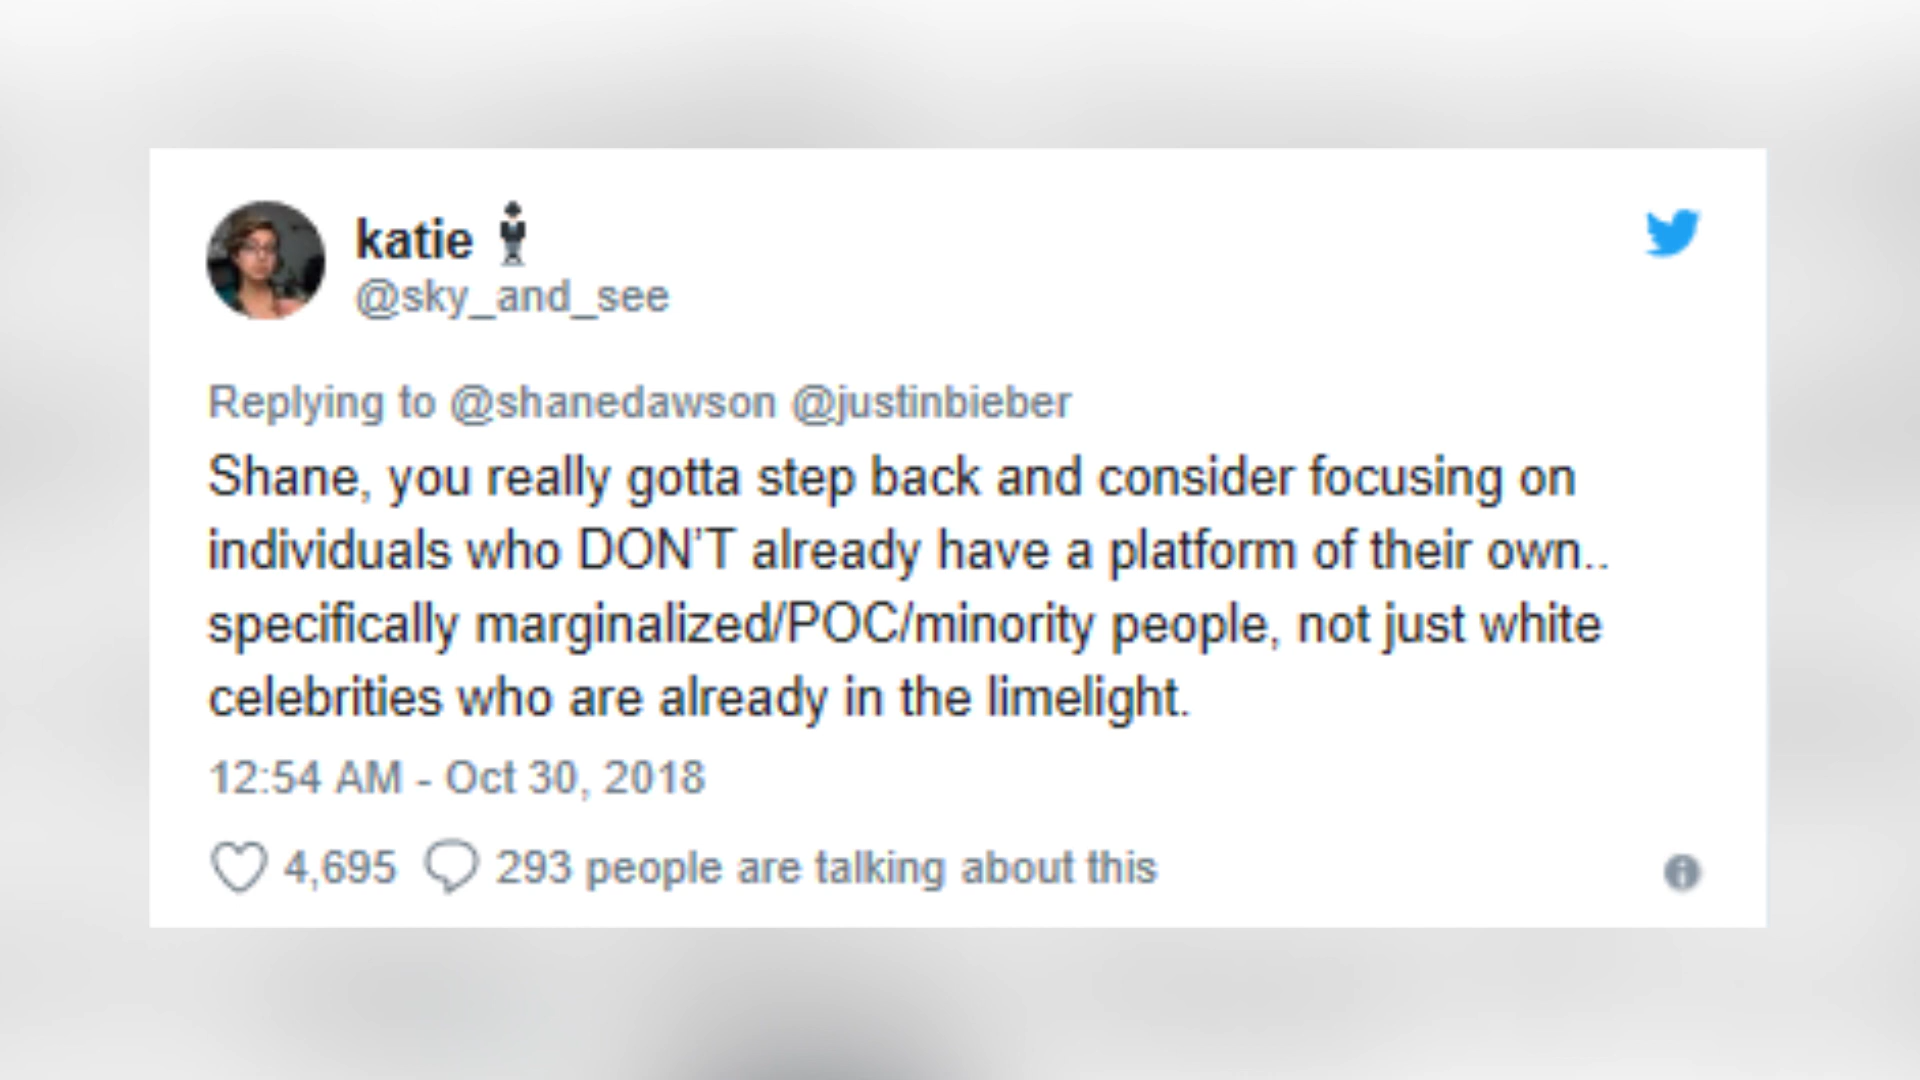 katie
@sky_and_see
Replying to @shanedawson @justinbieber
Shane, you really gotta step back and consider focusing on
individuals who DON'T already have a platform of their own..
specifically marginalized/POC/minority people, not just white
celebrities who are already in the limelight.
12:54 AM - Oct 30, 2018
4,695 293 people are talking about this